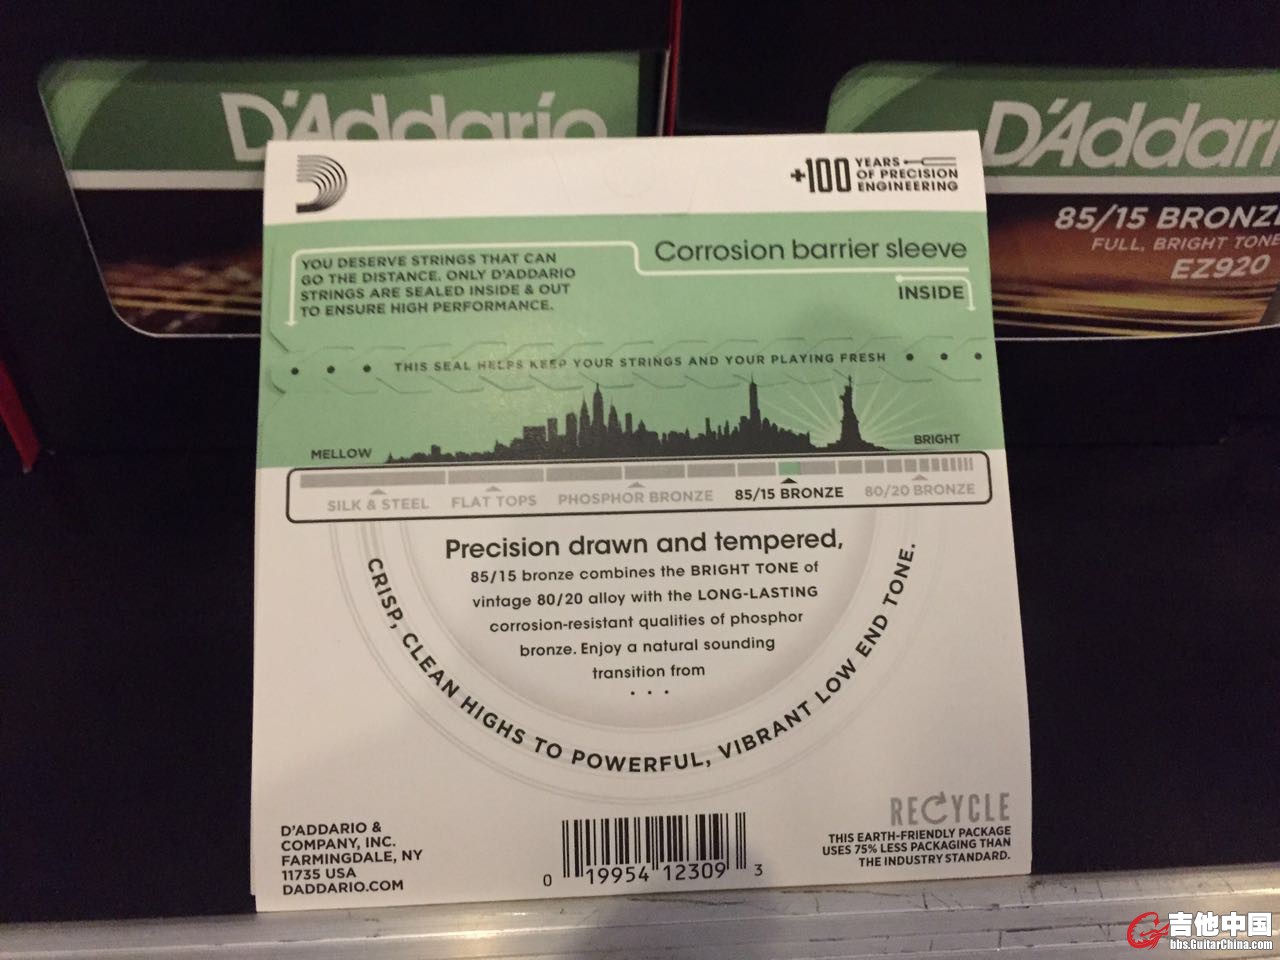 D'Addario
D'Addari
85/15 BRONZ
FULL, BRIGHT TONE
EZ920
+100 YEARS
OF PRECISION
ENGINEERING
YOU DESERVE STRINGS THAT CAN
GO THE DISTANCE. ONLY D'ADDARIO
STRINGS ARE SEALED INSIDE & OUT
TO ENSURE HIGH PERFORMANCE.
Corrosion barrier sleeve
INSIDE
• • • THIS SEAL HELPS KEEP YOUR STRINGS AND YOUR PLAYING FRESH • • •
MELLOW
BRIGHT
SILK & STEEL FLAT TOPS PHOSPHOR BRONZE 85/15 BRONZE 80/20 BRONZE
Precision drawn and tempered,
85/15 bronze combines the BRIGHT TONE of
vintage 80/20 alloy with the LONG-LASTING
corrosion-resistant qualities of phosphor
bronze. Enjoy a natural sounding
transition from
...
CRISP, CLEAN HIGHS TO POWERFUL, VIBRANT LOW END TONE.
D'ADDARIO &
COMPANY, INC.
FARMINGDALE, NY
11735 USA
DADDARIO.COM
0 19954 12309 3
RECYCLE
THIS EARTH-FRIENDLY PACKAGE
USES 75% LESS PACKAGING THAN
THE INDUSTRY STANDARD.
吉他中国
bbs.GuitarChina.com